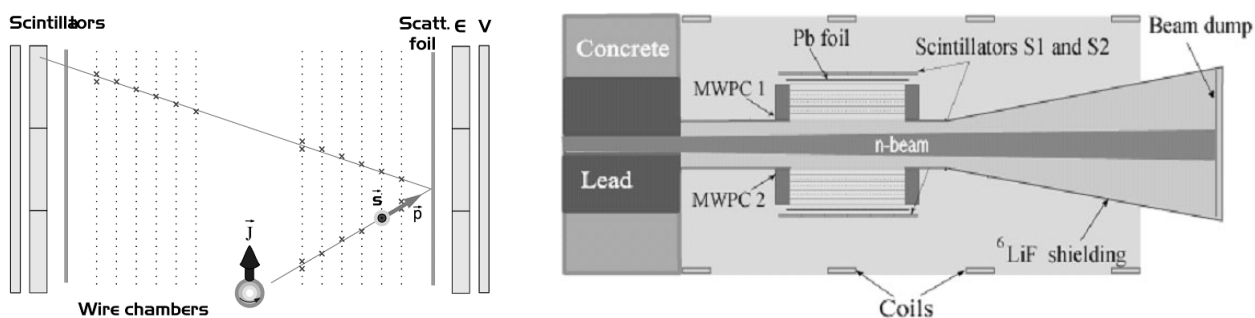 Scintillators
Scatt.
foil
E
V
s
p
J
Wire chambers
Concrete
Lead
Pb foil
Scintillators S1 and S2
Beam dump
MWPC 1
n-beam
MWPC 2
⁶LiF shielding
Coils